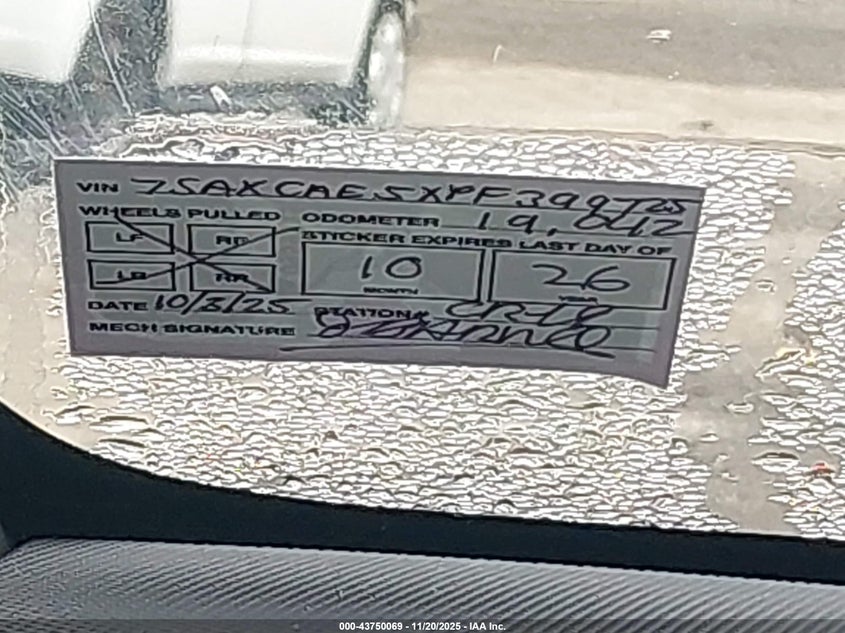 VIN 7SAXCAE5XPF399725
WHEELS PULLED ODOMETER 19,042
LF RF STICKER EXPIRES LAST DAY OF
LR RR 10 26
MONTH YEAR
DATE 10/3/25 STATION#
MECH SIGNATURE
000-43750069 - 11/20/2025 - IAA Inc.